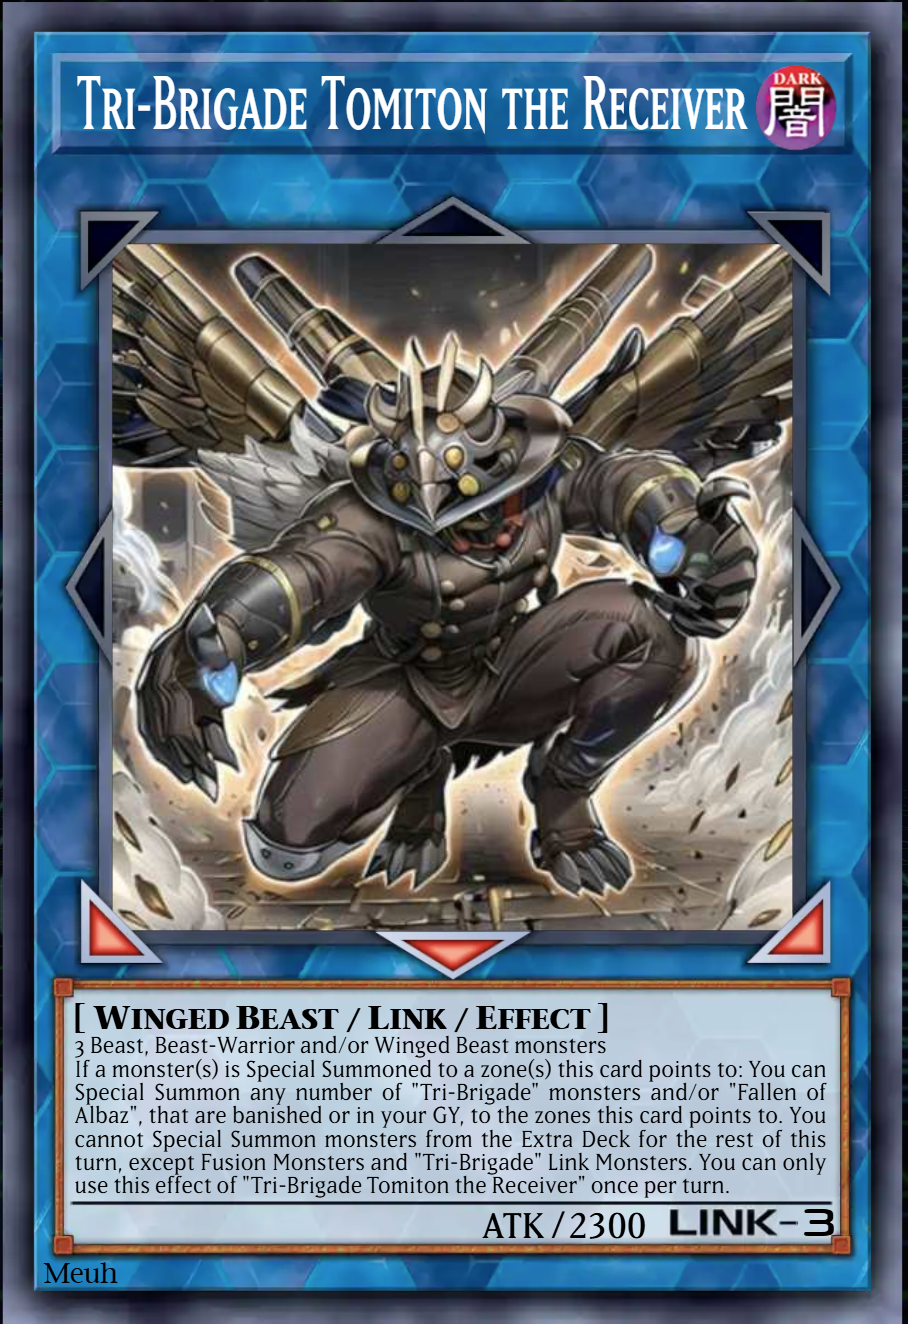 Tri-Brigade Tomiton the Receiver
DARK
闇
[ Winged Beast / Link / Effect ]
3 Beast, Beast-Warrior and/or Winged Beast monsters
If a monster(s) is Special Summoned to a zone(s) this card points to: You can
Special Summon any number of "Tri-Brigade" monsters and/or "Fallen of
Albaz", that are banished or in your GY, to the zones this card points to. You
cannot Special Summon monsters from the Extra Deck for the rest of this
turn, except Fusion Monsters and "Tri-Brigade" Link Monsters. You can only
use this effect of "Tri-Brigade Tomiton the Receiver" once per turn.
ATK / 2300 LINK-3
Meuh